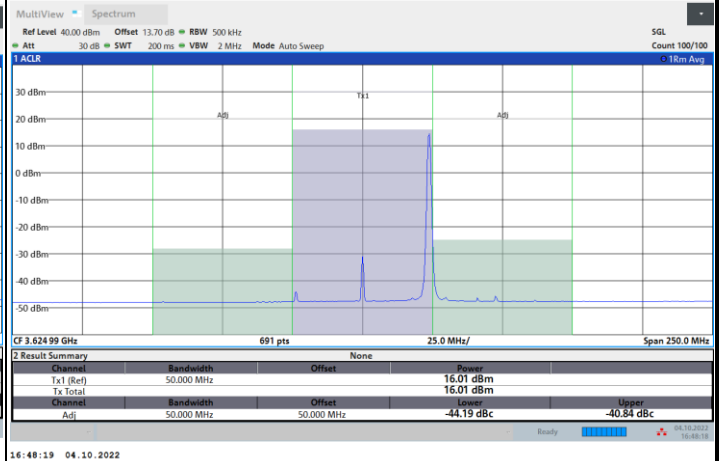 MultiView Spectrum
Ref Level 40.00 dBm Offset 13.70 dB RBW 500 kHz SGL
Att 30 dB SWT 200 ms VBW 2 MHz Mode Auto Sweep Count 100/100
1 ACLR 1Rm Avg
Tx1
Adj Adj
30 dBm
20 dBm
10 dBm
0 dBm
-10 dBm
-20 dBm
-30 dBm
-40 dBm
-50 dBm
CF 3.624 99 GHz 691 pts 25.0 MHz/ Span 250.0 MHz
2 Result Summary None
Channel Bandwidth Offset Power
Tx1 (Ref) 50.000 MHz 16.01 dBm
Tx Total 16.01 dBm
Channel Bandwidth Offset Lower Upper
Adj 50.000 MHz 50.000 MHz -44.19 dBc -40.84 dBc
Ready 04.10.2022
16:48:18
16:48:19 04.10.2022